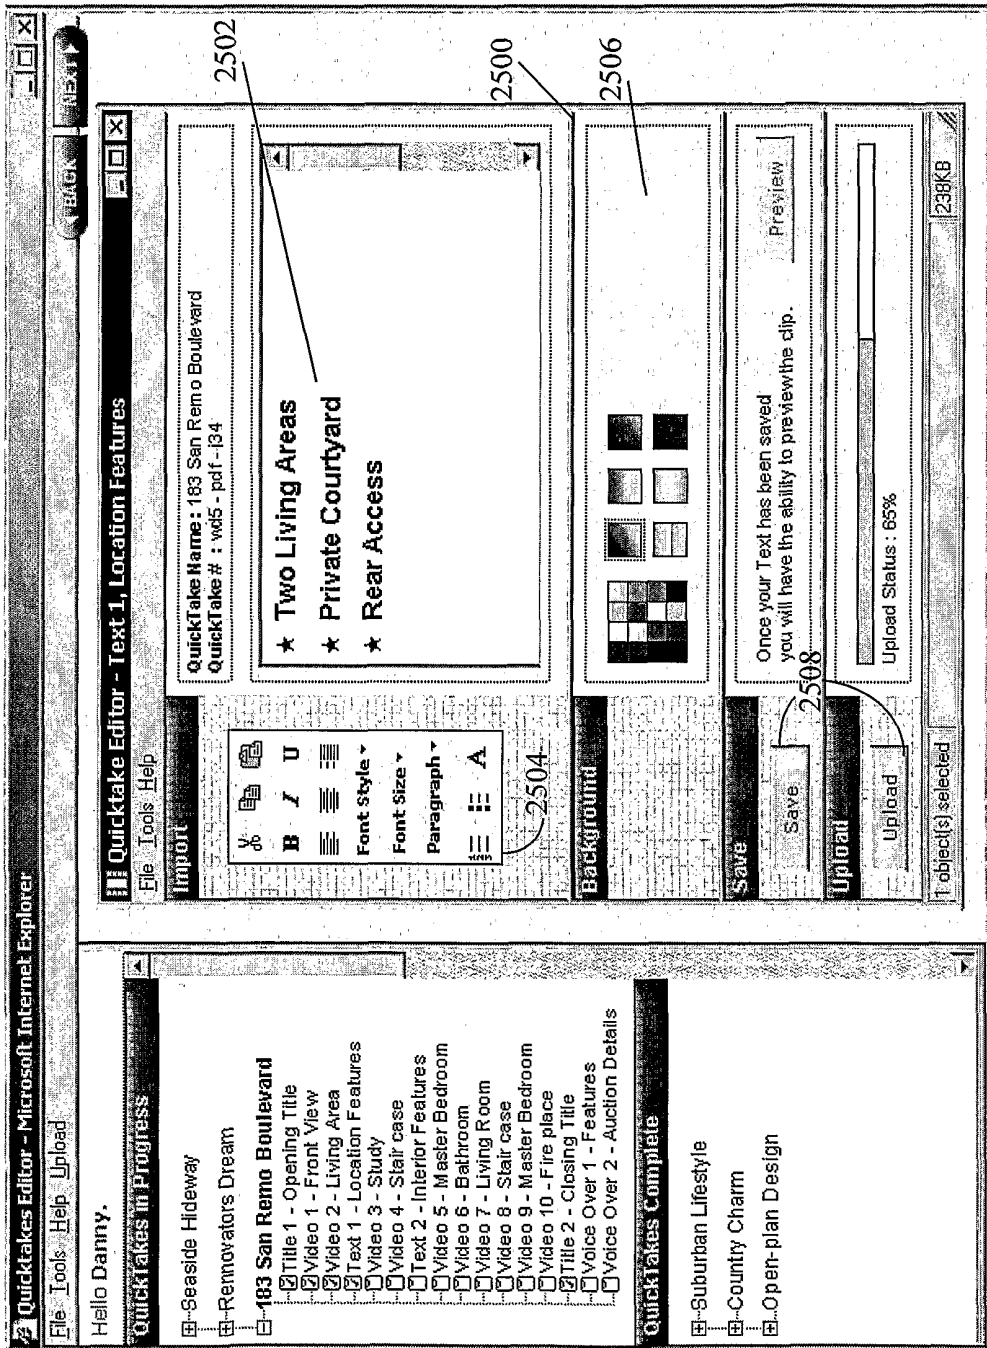 Quicktakes Editor - Microsoft Internet Explorer
File Tools Help Upload
BACK NEXT
Hello Danny.
QuickTakes in Progress
Seaside Hideway
Rennovators Dream
183 San Remo Boulevard
Title 1 - Opening Title
Video 1 - Front View
Video 2 - Living Area
Text 1 - Location Features
Video 3 - Study
Video 4 - Stair case
Text 2 - Interior Features
Video 5 - Master Bedroom
Video 6 - Bathroom
Video 7 - Living Room
Video 8 - Stair case
Video 9 - Master Bedroom
Video 10 - Fire place
Title 2 - Closing Title
Voice Over 1 - Features
Voice Over 2 - Auction Details
QuickTakes Complete
Suburban Lifestyle
Country Charm
Open-plan Design
Quicktake Editor - Text 1, Location Features
File Tools Help
Import
QuickTake Name : 183 San Remo Boulevard
QuickTake # : wd5 - pdf - i34
B I U
Font Style
Font Size
Paragraph
A
★ Two Living Areas
★ Private Courtyard
★ Rear Access
2502
2504
2500
Background
2506
Save
Save
Once your Text has been saved
you will have the ability to preview the clip.
Preview
2508
Upload
Upload
Upload Status : 65%
1 object(s) selected
238KB